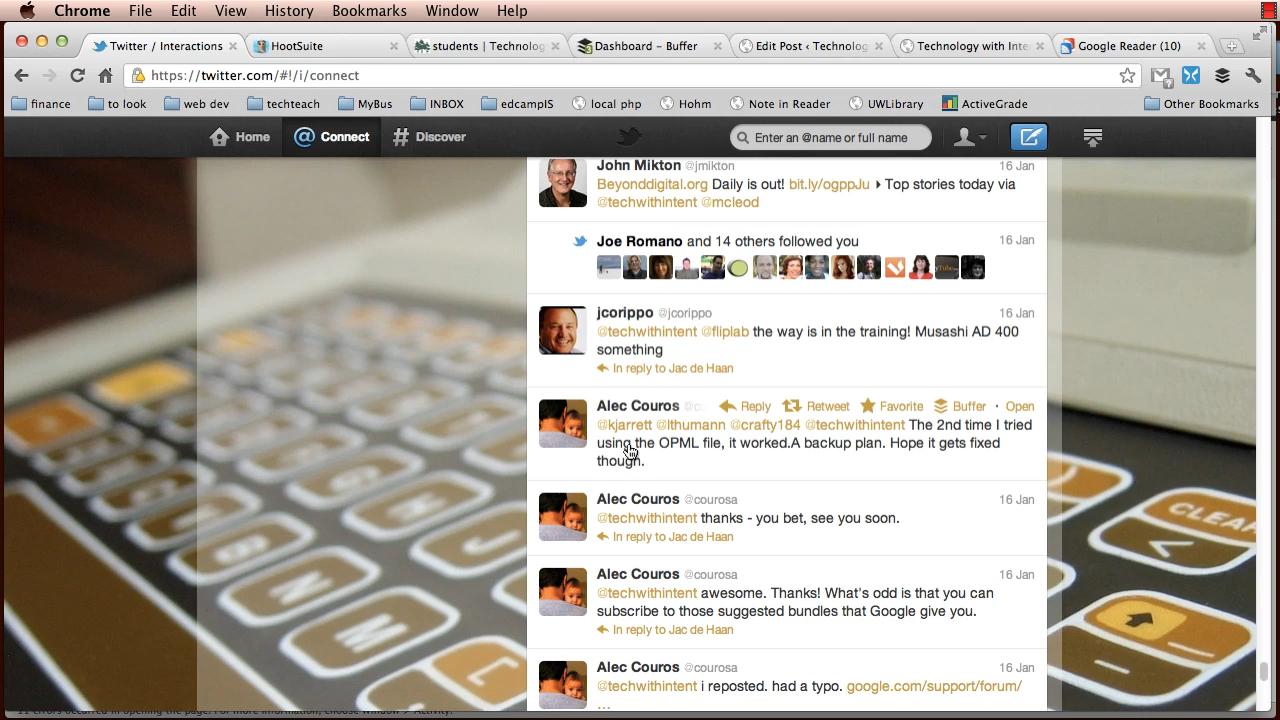 Chrome File Edit View History Bookmarks Window Help
Twitter / Interactions HootSuite students | Technolog Dashboard - Buffer Edit Post Technolog Technology with Inte Google Reader (10)
https://twitter.com/#!/i/connect
finance to look web dev techteach MyBus INBOX edcampIS local php Hohm Note in Reader UWLibrary ActiveGrade Other Bookmarks
Home @ Connect # Discover Enter an @name or full name
John Mikton @jmikton 16 Jan
Beyonddigital.org Daily is out! bit.ly/ogppJu ▸ Top stories today via
@techwithintent @mcleod
Joe Romano and 14 others followed you 16 Jan
jcorippo @jcorippo 16 Jan
@techwithintent @fliplab the way is in the training! Musashi AD 400
something
In reply to Jac de Haan
Alec Couros Reply Retweet Favorite Buffer · Open
@kjarrett @lthumann @crafty184 @techwithintent The 2nd time I tried
using the OPML file, it worked.A backup plan. Hope it gets fixed
though.
Alec Couros @courosa 16 Jan
@techwithintent thanks - you bet, see you soon.
In reply to Jac de Haan
Alec Couros @courosa 16 Jan
@techwithintent awesome. Thanks! What's odd is that you can
subscribe to those suggested bundles that Google give you.
In reply to Jac de Haan
Alec Couros @courosa 16 Jan
@techwithintent i reposted. had a typo. google.com/support/forum/
...
CLEAR